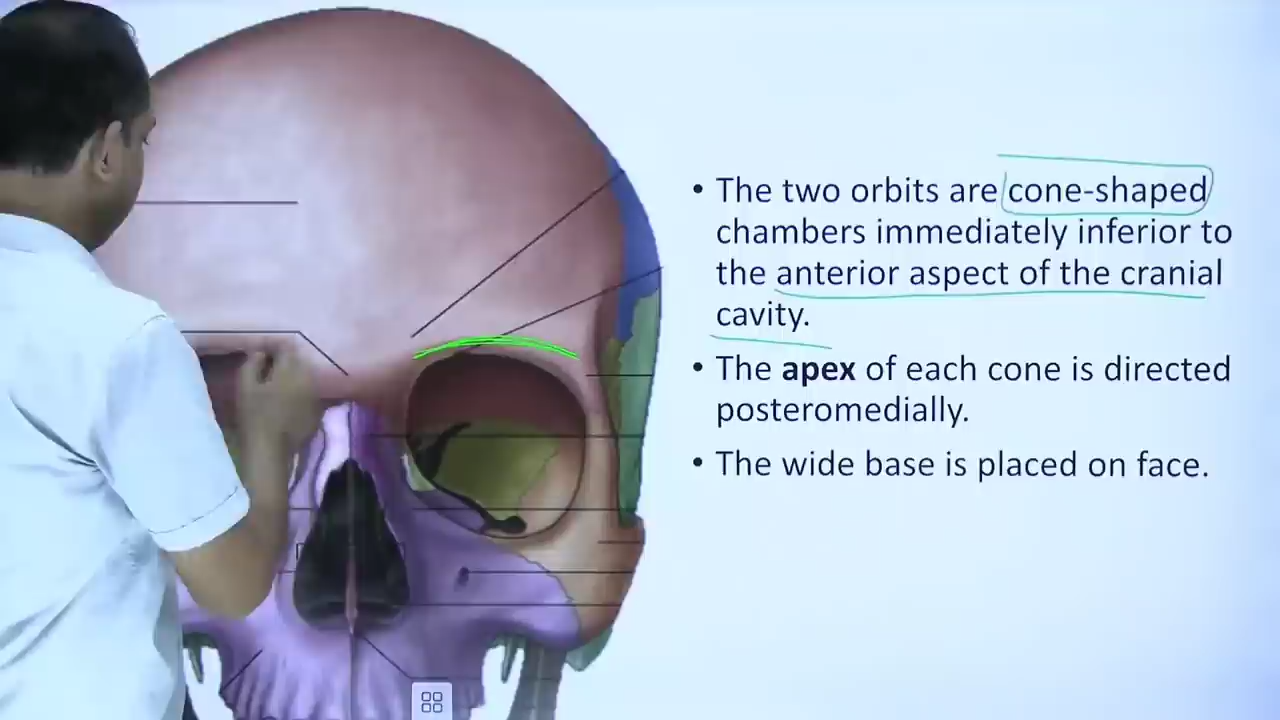 • The two orbits are cone-shaped
chambers immediately inferior to
the anterior aspect of the cranial
cavity.
• The apex of each cone is directed
posteromedially.
• The wide base is placed on face.